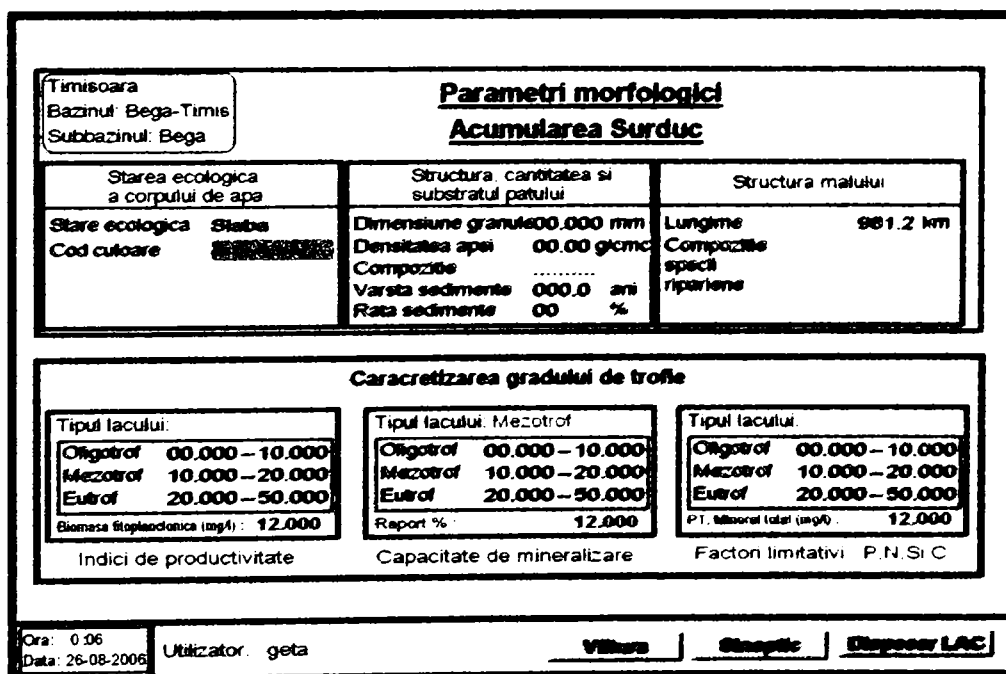 Timisoara
Bazinul: Bega-Timis
Subbazinul: Bega
Parametri morfologici
Acumularea Surduc
Starea ecologica
a corpului de apa
Stare ecologica Slaba
Cod culoare
Structura, cantitatea si
substratul patului
Dimensiune granule 00.000 mm
Densitatea apei 00.00 g/cmc
Compozitie ..........
Varsta sedimente 000.0 ani
Rata sedimente 00 %
Structura malului
Lungime 981.2 km
Compozitie
specii
ripariene
Caracretizarea gradului de trofie
Tipul lacului:
Oligotrof 00.000 – 10.000
Mezotrof 10.000 – 20.000
Eutrof 20.000 – 50.000
Biomasa fitoplanctonica (mg/l) : 12.000
Indici de productivitate
Tipul lacului: Mezotrof
Oligotrof 00.000 – 10.000
Mezotrof 10.000 – 20.000
Eutrof 20.000 – 50.000
Raport % : 12.000
Capacitate de mineralizare
Tipul lacului:
Oligotrof 00.000 – 10.000
Mezotrof 10.000 – 20.000
Eutrof 20.000 – 50.000
PT. Mineral total (mg/l) : 12.000
Factori limitativi P.N.Si C
Ora: 0:06
Data: 26-08-2006
Utilizator: geta
Sinoptic
LAC